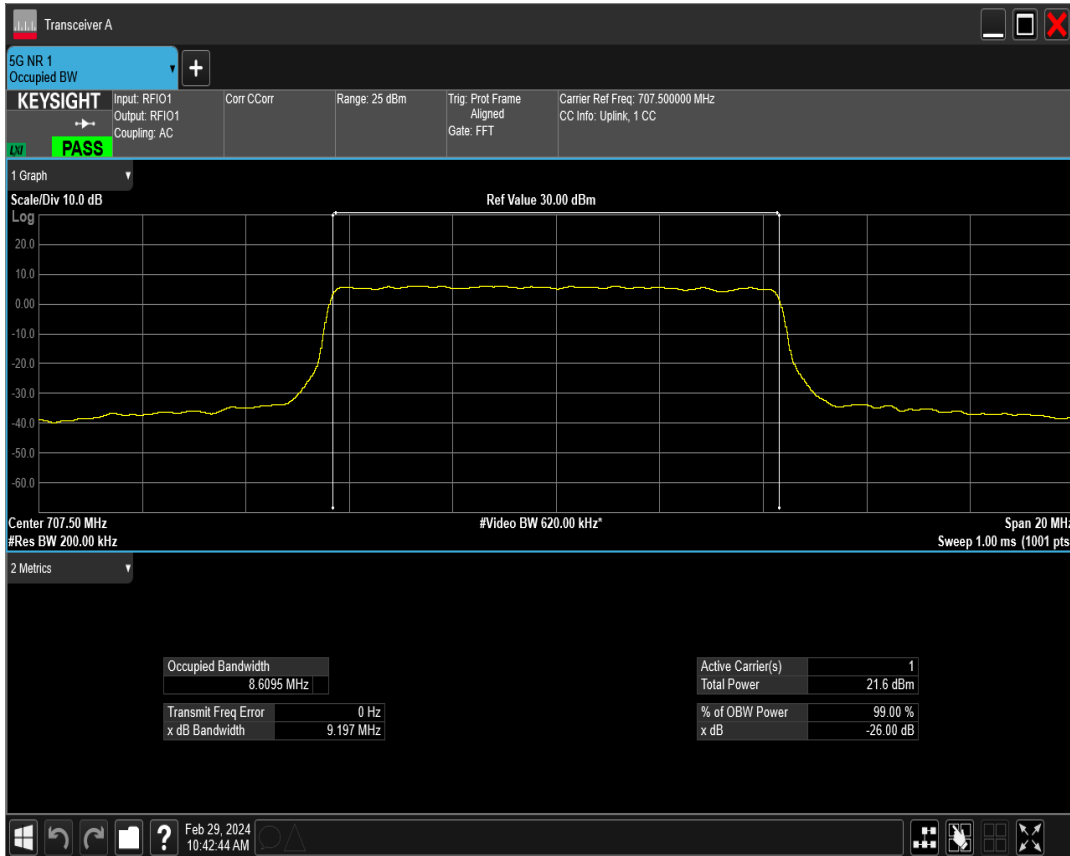 Transceiver A
5G NR 1
Occupied BW
+
KEYSIGHT
LXI
PASS
Input: RFIO1
Output: RFIO1
Coupling: AC
Corr CCorr
Range: 25 dBm
Trig: Prot Frame
Aligned
Gate: FFT
Carrier Ref Freq: 707.500000 MHz
CC Info: Uplink, 1 CC
1 Graph
Scale/Div 10.0 dB
Ref Value 30.00 dBm
Log
20.0
10.0
0.00
-10.0
-20.0
-30.0
-40.0
-50.0
-60.0
Center 707.50 MHz
#Video BW 620.00 kHz*
Span 20 MHz
#Res BW 200.00 kHz
Sweep 1.00 ms (1001 pts
2 Metrics
Occupied Bandwidth
8.6095 MHz
Transmit Freq Error 0 Hz
x dB Bandwidth 9.197 MHz
Active Carrier(s) 1
Total Power 21.6 dBm
% of OBW Power 99.00 %
x dB -26.00 dB
?
Feb 29, 2024
10:42:44 AM